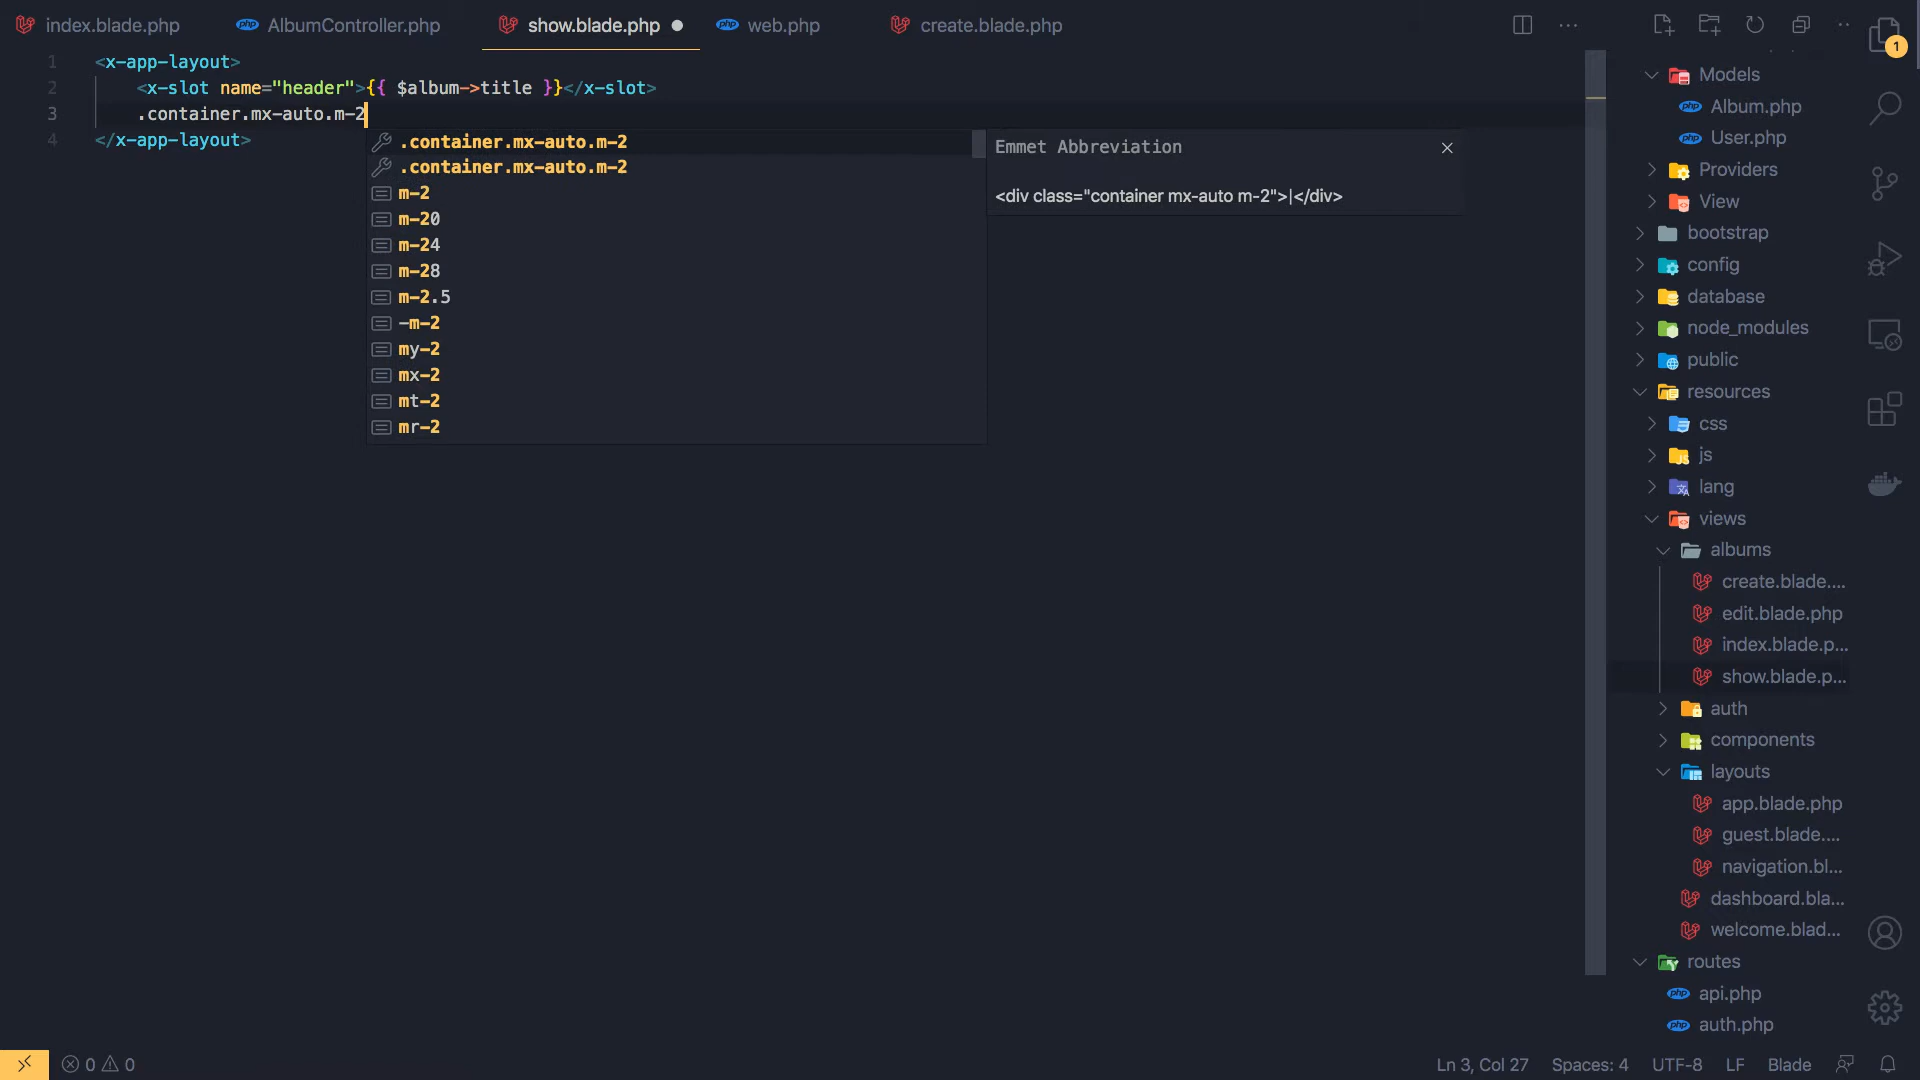 index.blade.php
AlbumController.php
show.blade.php
web.php
create.blade.php
1 <x-app-layout>
2 <x-slot name="header">{{ $album->title }}</x-slot>
3 .container.mx-auto.m-2
4 </x-app-layout>
.container.mx-auto.m-2
.container.mx-auto.m-2
m-2
m-20
m-24
m-28
m-2.5
-m-2
my-2
mx-2
mt-2
mr-2
Emmet Abbreviation
<div class="container mx-auto m-2">|</div>
1
Models
Album.php
User.php
Providers
View
bootstrap
config
database
node_modules
public
resources
css
js
lang
views
albums
create.blade....
edit.blade.php
index.blade.p...
show.blade.p...
auth
components
layouts
app.blade.php
guest.blade....
navigation.bl...
dashboard.bla...
welcome.blad...
routes
api.php
auth.php
0 0
Ln 3, Col 27
Spaces: 4
UTF-8
LF
Blade